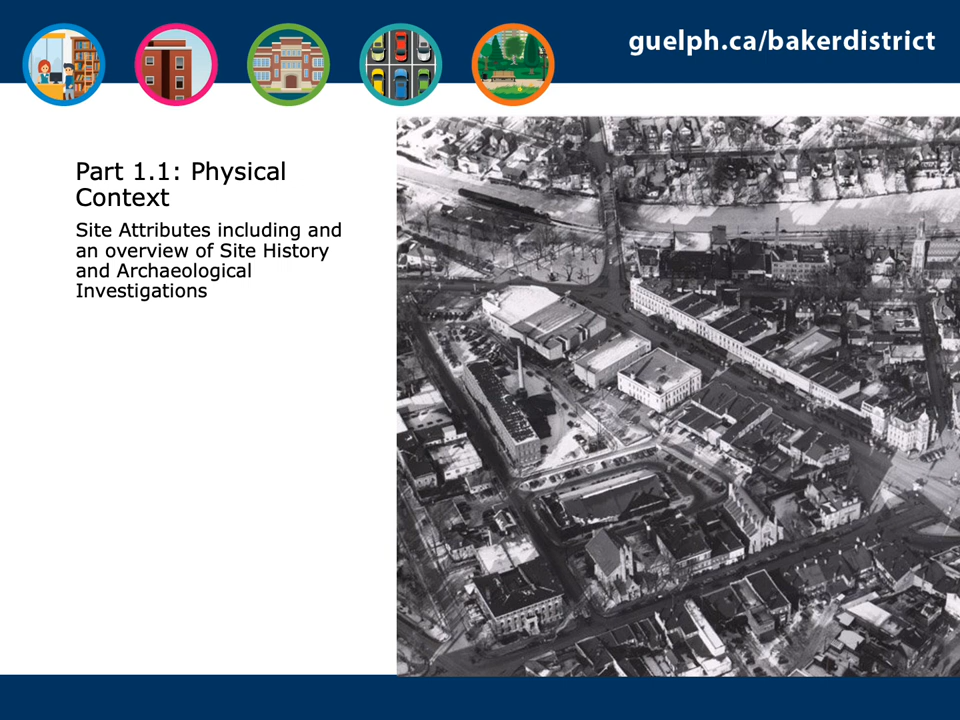 guelph.ca/bakerdistrict
Part 1.1: Physical
Context
Site Attributes including and
an overview of Site History
and Archaeological
Investigations